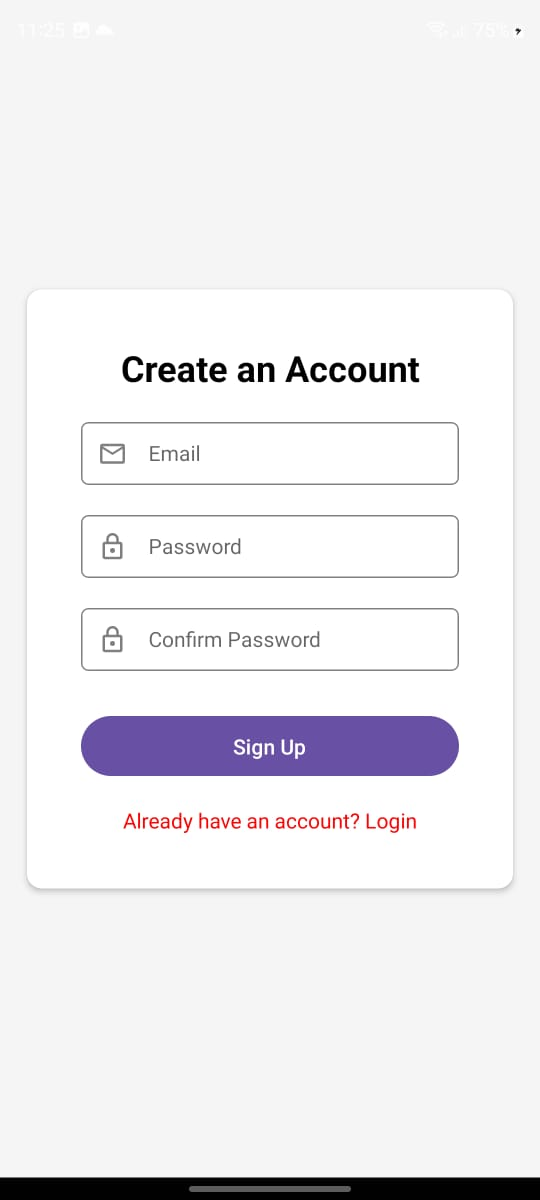 11:25 75%
Create an Account
Email
Password
Confirm Password
Sign Up
Already have an account? Login